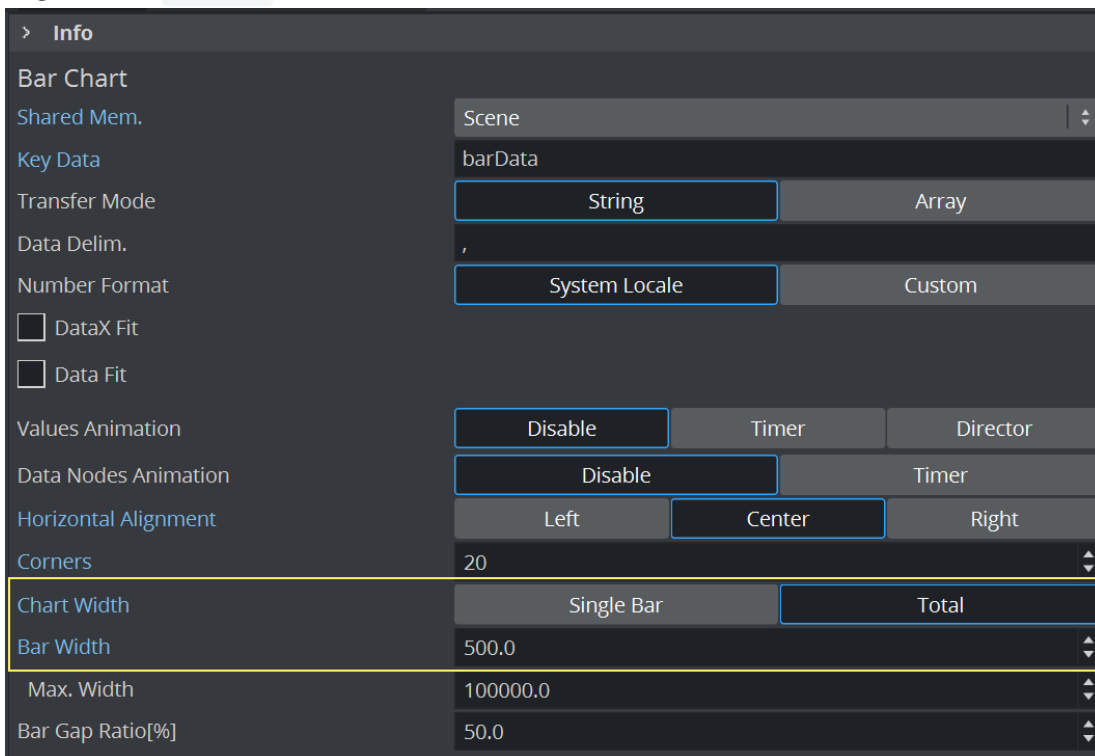 Info
Bar Chart
Shared Mem. Scene
Key Data barData
Transfer Mode String Array
Data Delim. ,
Number Format System Locale Custom
DataX Fit
Data Fit
Values Animation Disable Timer Director
Data Nodes Animation Disable Timer
Horizontal Alignment Left Center Right
Corners 20
Chart Width Single Bar Total
Bar Width 500.0
Max. Width 100000.0
Bar Gap Ratio[%] 50.0